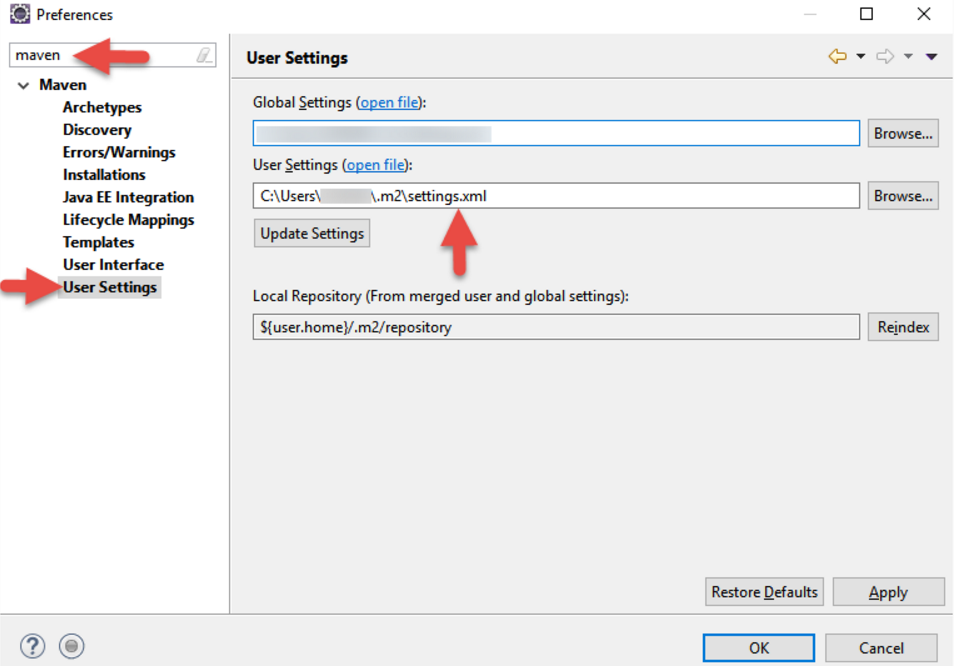 Preferences
maven
Maven
Archetypes
Discovery
Errors/Warnings
Installations
Java EE Integration
Lifecycle Mappings
Templates
User Interface
User Settings
User Settings
Global Settings (open file):
Browse...
User Settings (open file):
C:\Users\ \.m2\settings.xml
Browse...
Update Settings
Local Repository (From merged user and global settings):
${user.home}/.m2/repository
Reindex
Restore Defaults
Apply
?
OK
Cancel